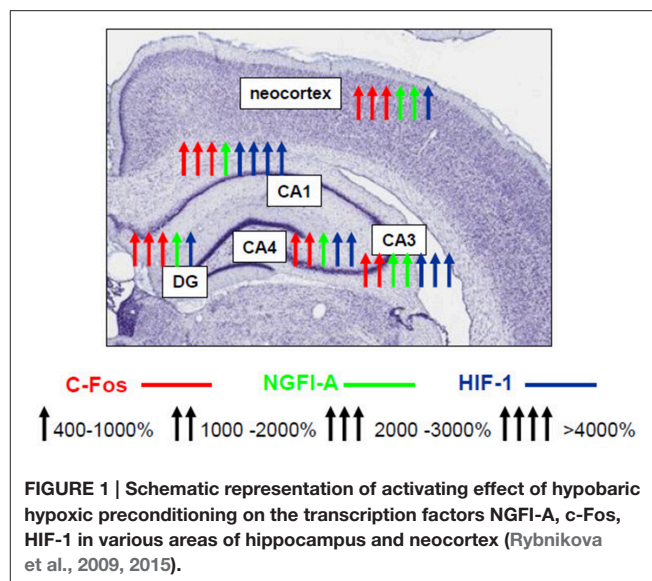 neocortex
CA1
CA4
CA3
DG
C-Fos
NGFI-A
HIF-1
400-1000%
1000 -2000%
2000 -3000%
>4000%
FIGURE 1 | Schematic representation of activating effect of hypobaric
hypoxic preconditioning on the transcription factors NGFI-A, c-Fos,
HIF-1 in various areas of hippocampus and neocortex (Rybnikova
et al., 2009, 2015).